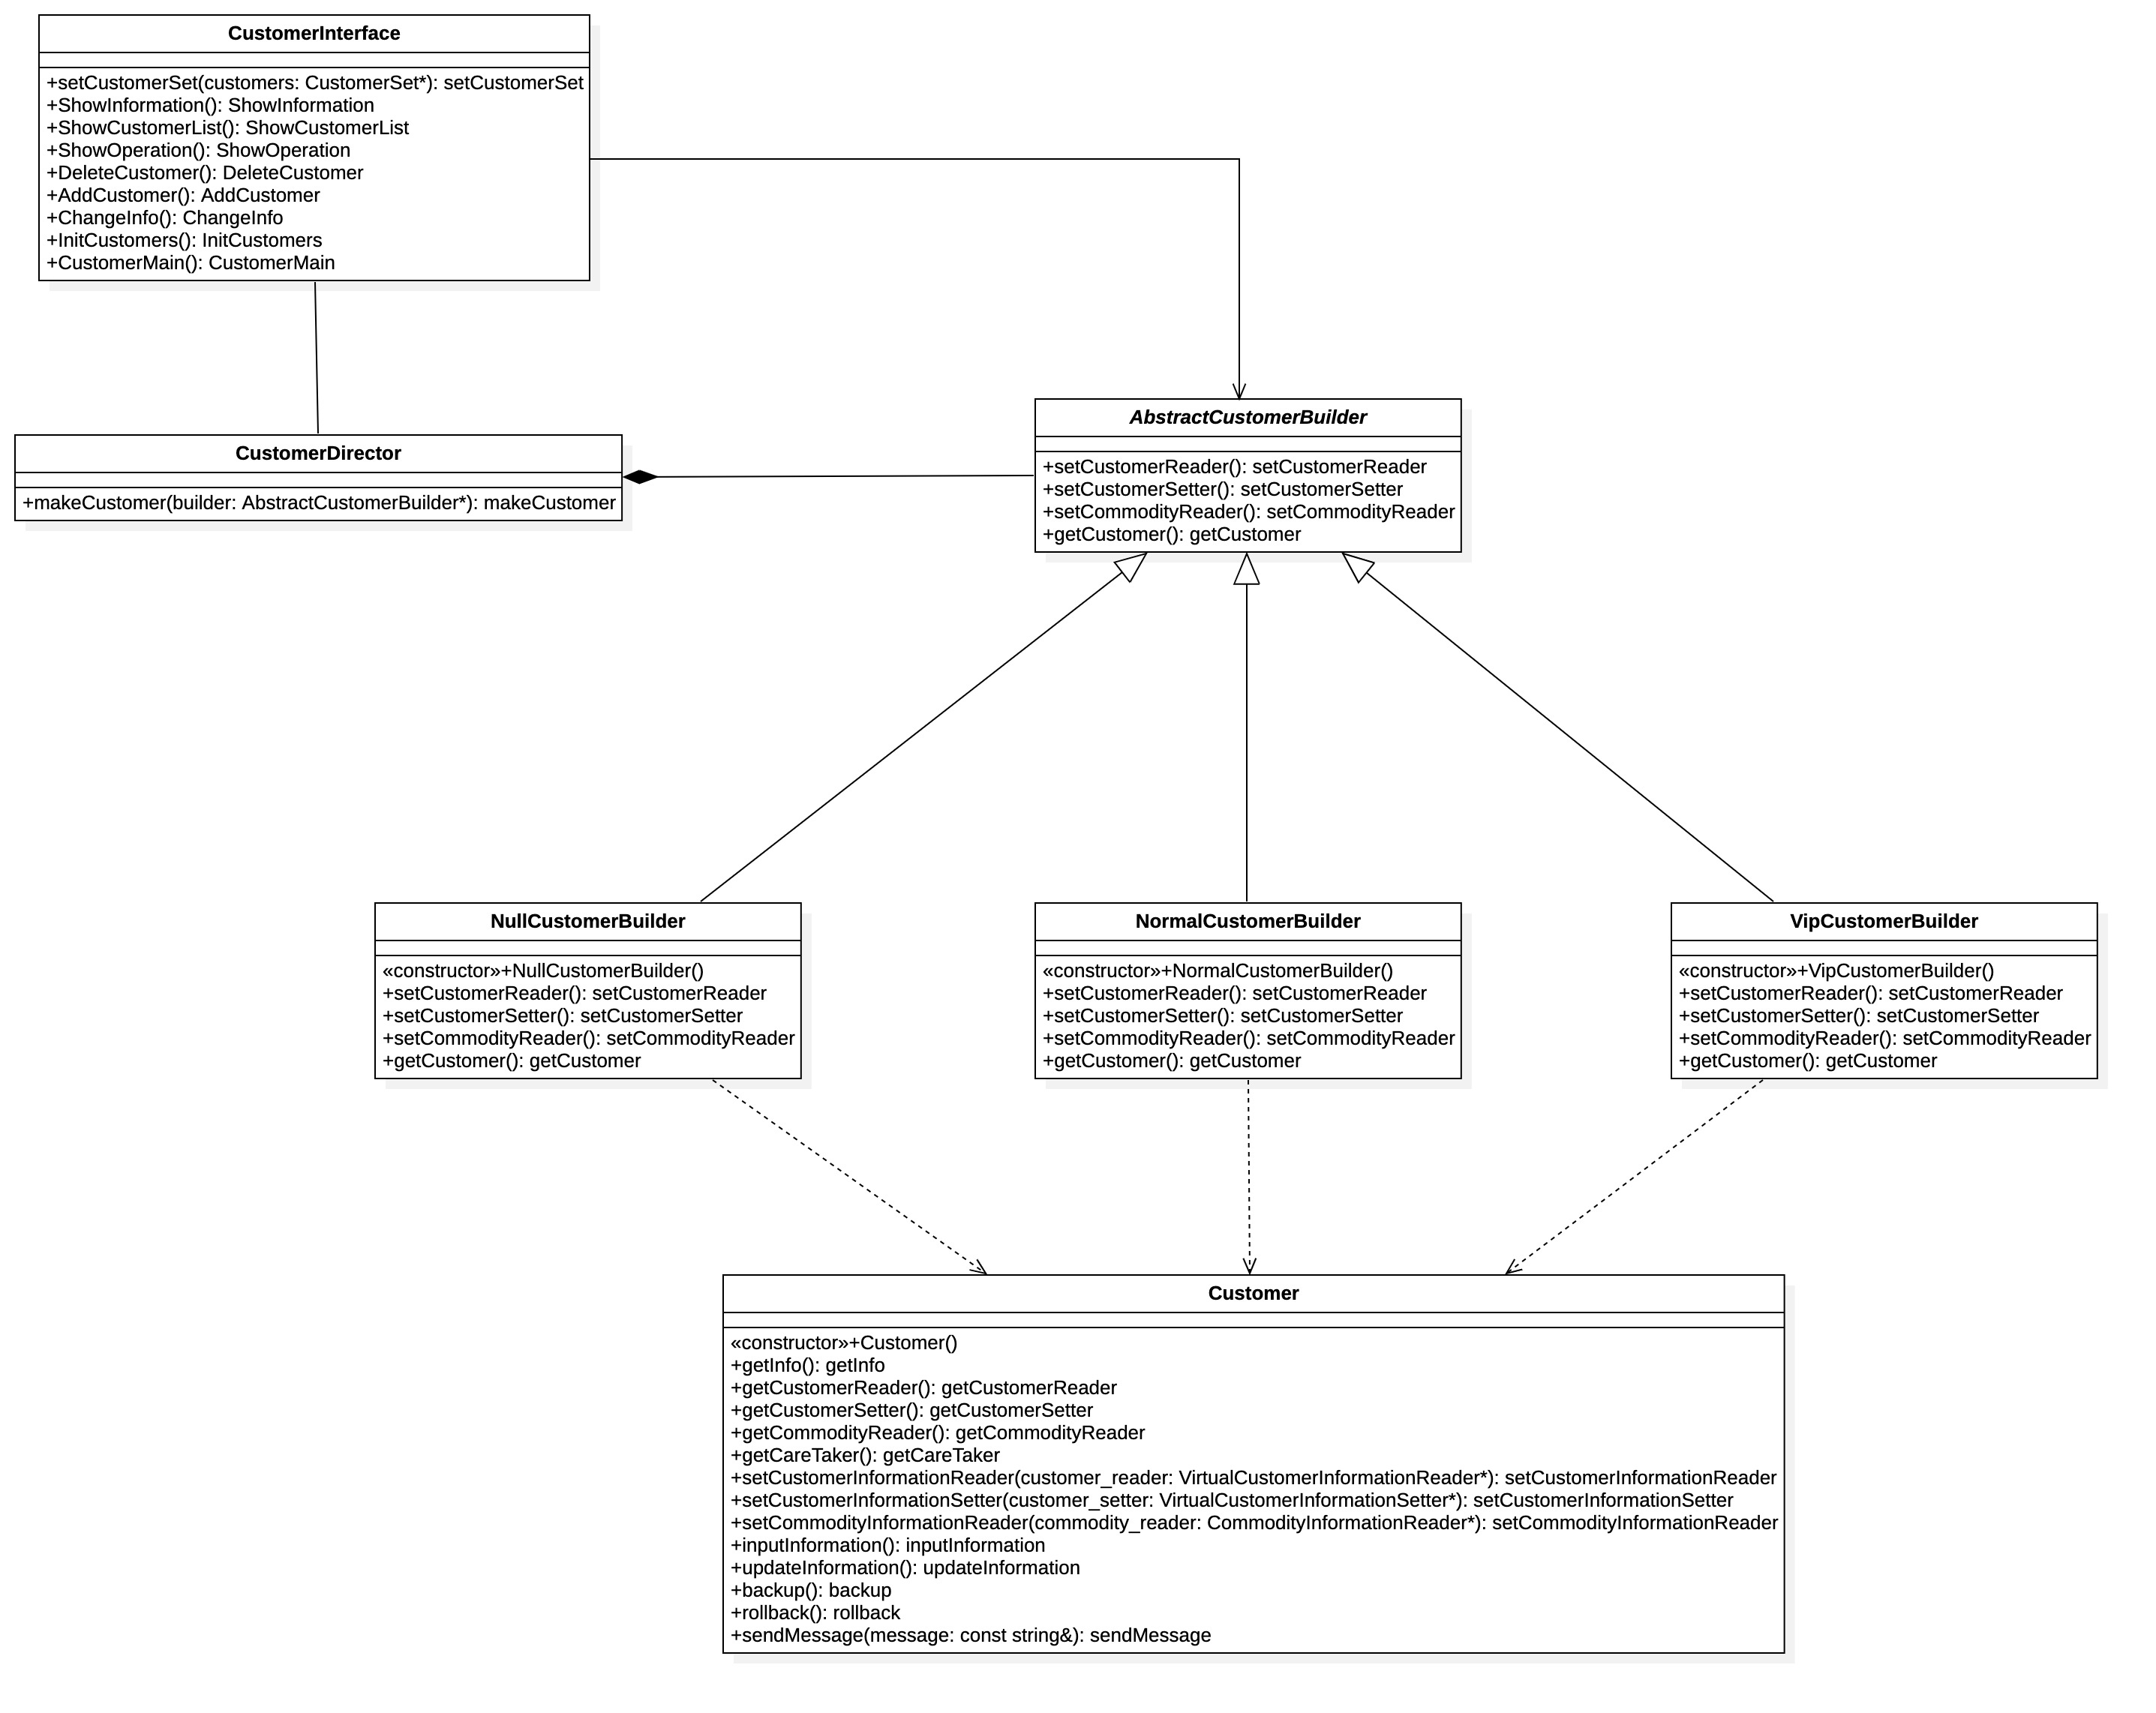 CustomerInterface
+setCustomerSet(customers: CustomerSet*): setCustomerSet
+ShowInformation(): ShowInformation
+ShowCustomerList(): ShowCustomerList
+ShowOperation(): ShowOperation
+DeleteCustomer(): DeleteCustomer
+AddCustomer(): AddCustomer
+ChangeInfo(): ChangeInfo
+InitCustomers(): InitCustomers
+CustomerMain(): CustomerMain
CustomerDirector
+makeCustomer(builder: AbstractCustomerBuilder*): makeCustomer
AbstractCustomerBuilder
+setCustomerReader(): setCustomerReader
+setCustomerSetter(): setCustomerSetter
+setCommodityReader(): setCommodityReader
+getCustomer(): getCustomer
NullCustomerBuilder
«constructor»+NullCustomerBuilder()
+setCustomerReader(): setCustomerReader
+setCustomerSetter(): setCustomerSetter
+setCommodityReader(): setCommodityReader
+getCustomer(): getCustomer
NormalCustomerBuilder
«constructor»+NormalCustomerBuilder()
+setCustomerReader(): setCustomerReader
+setCustomerSetter(): setCustomerSetter
+setCommodityReader(): setCommodityReader
+getCustomer(): getCustomer
VipCustomerBuilder
«constructor»+VipCustomerBuilder()
+setCustomerReader(): setCustomerReader
+setCustomerSetter(): setCustomerSetter
+setCommodityReader(): setCommodityReader
+getCustomer(): getCustomer
Customer
«constructor»+Customer()
+getInfo(): getInfo
+getCustomerReader(): getCustomerReader
+getCustomerSetter(): getCustomerSetter
+getCommodityReader(): getCommodityReader
+getCareTaker(): getCareTaker
+setCustomerInformationReader(customer_reader: VirtualCustomerInformationReader*): setCustomerInformationReader
+setCustomerInformationSetter(customer_setter: VirtualCustomerInformationSetter*): setCustomerInformationSetter
+setCommodityInformationReader(commodity_reader: CommodityInformationReader*): setCommodityInformationReader
+inputInformation(): inputInformation
+updateInformation(): updateInformation
+backup(): backup
+rollback(): rollback
+sendMessage(message: const string&): sendMessage